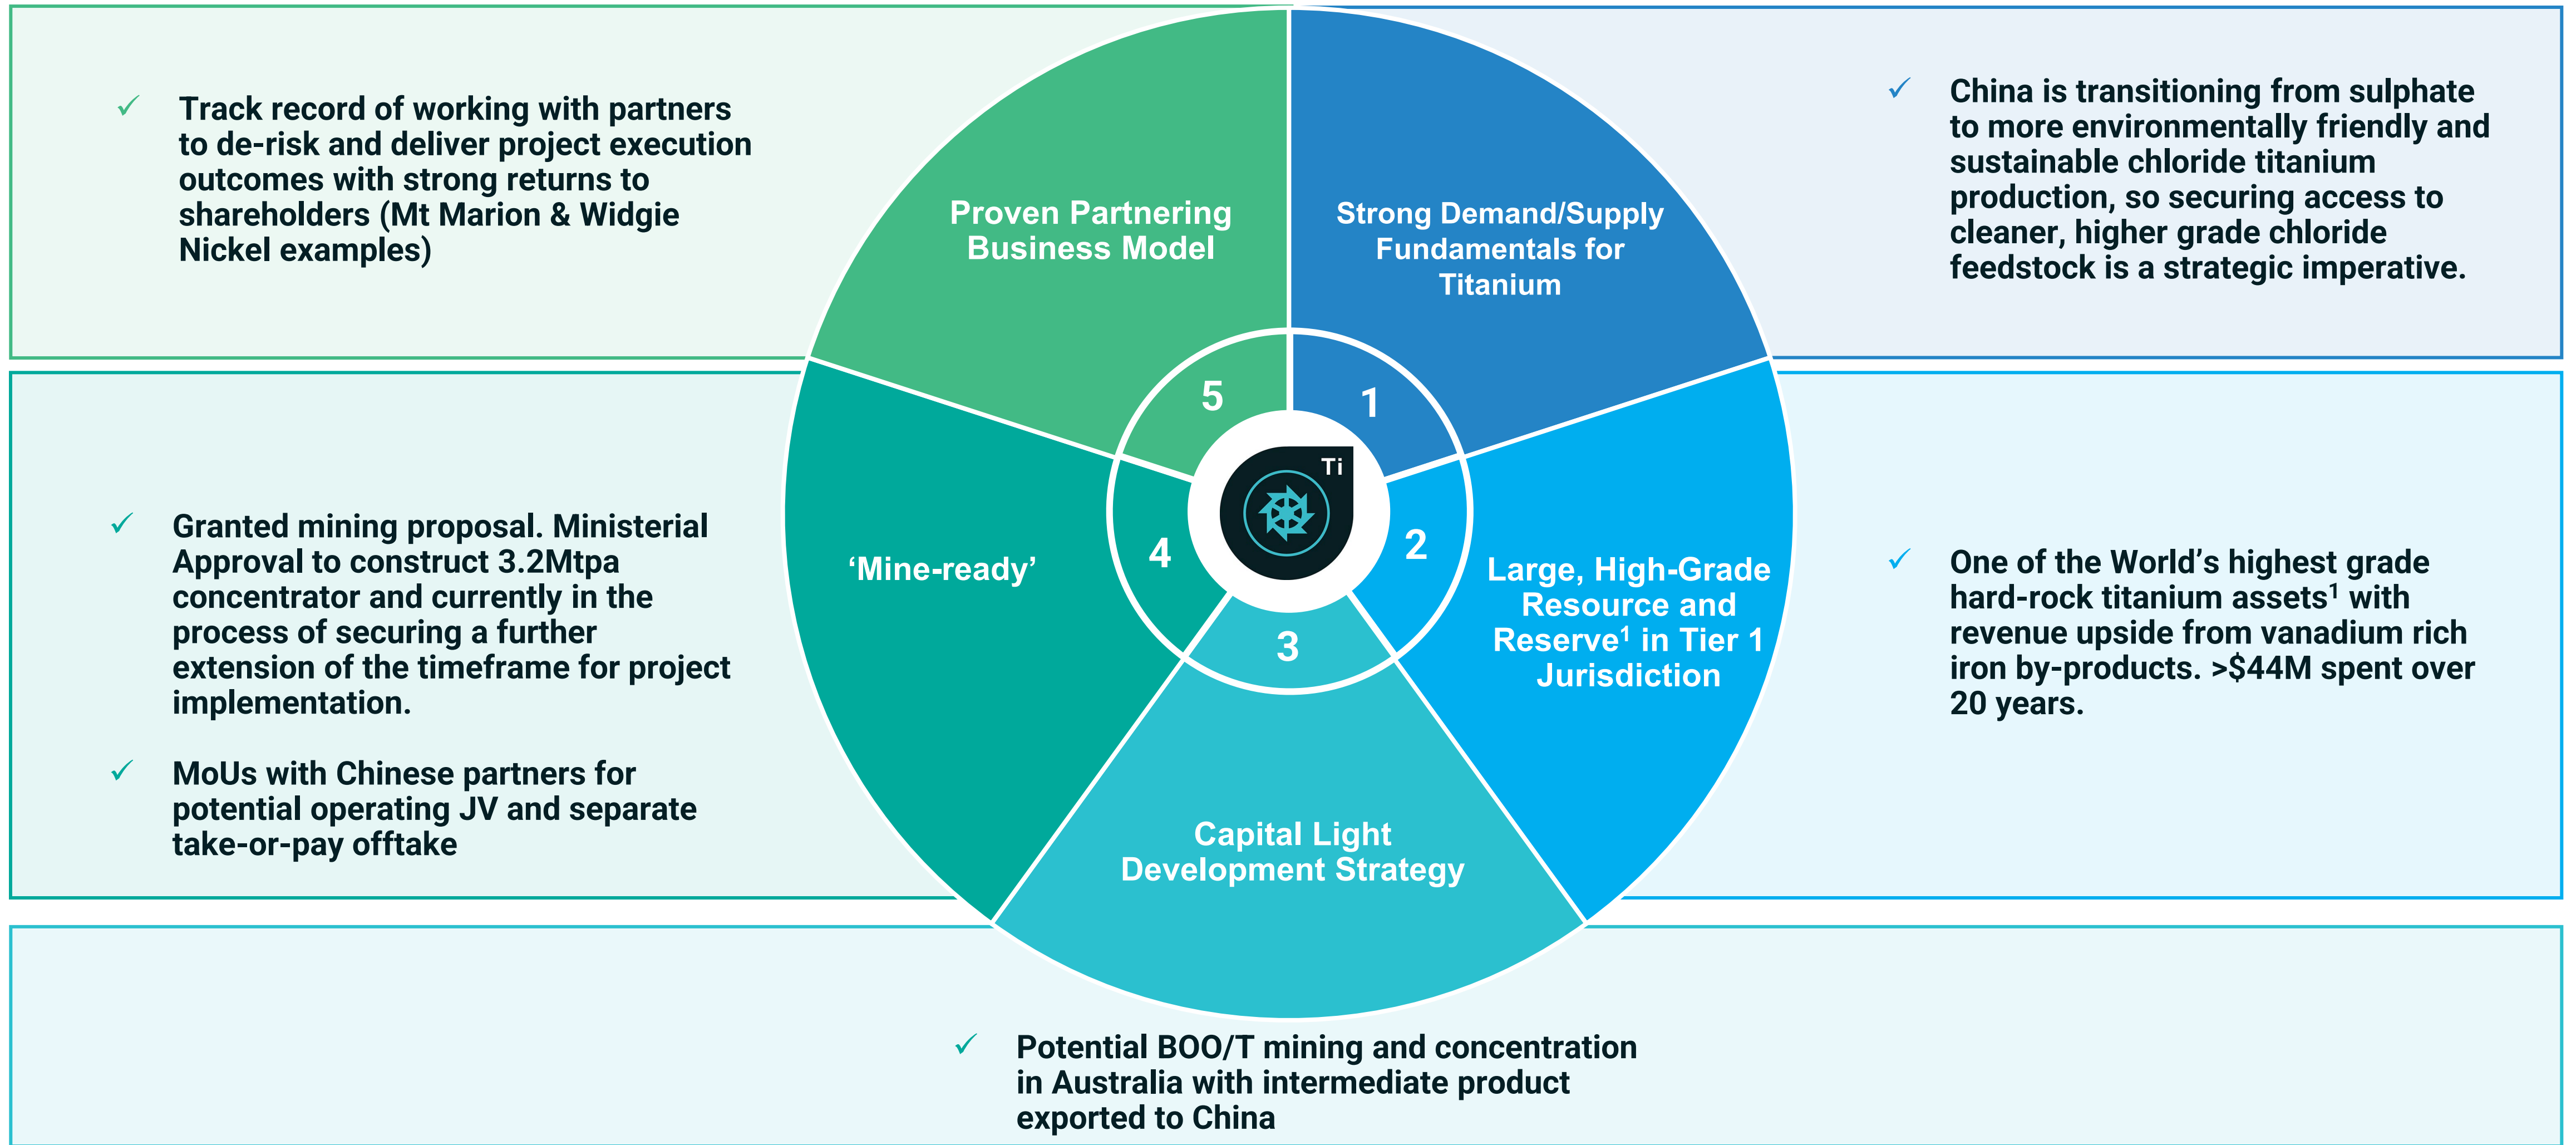 Track record of working with partners
to de-risk and deliver project execution
outcomes with strong returns to
shareholders (Mt Marion & Widgie
Nickel examples)
Proven Partnering
Business Model
5
Strong Demand/Supply
Fundamentals for
Titanium
1
China is transitioning from sulphate
to more environmentally friendly and
sustainable chloride titanium
production, so securing access to
cleaner, higher grade chloride
feedstock is a strategic imperative.
Granted mining proposal. Ministerial
Approval to construct 3.2Mtpa
concentrator and currently in the
process of securing a further
extension of the timeframe for project
implementation.
MoUs with Chinese partners for
potential operating JV and separate
take-or-pay offtake
‘Mine-ready’
4
Ti
2
Large, High-Grade
Resource and
Reserve¹ in Tier 1
Jurisdiction
One of the World’s highest grade
hard-rock titanium assets¹ with
revenue upside from vanadium rich
iron by-products. >$44M spent over
20 years.
3
Capital Light
Development Strategy
Potential BOO/T mining and concentration
in Australia with intermediate product
exported to China